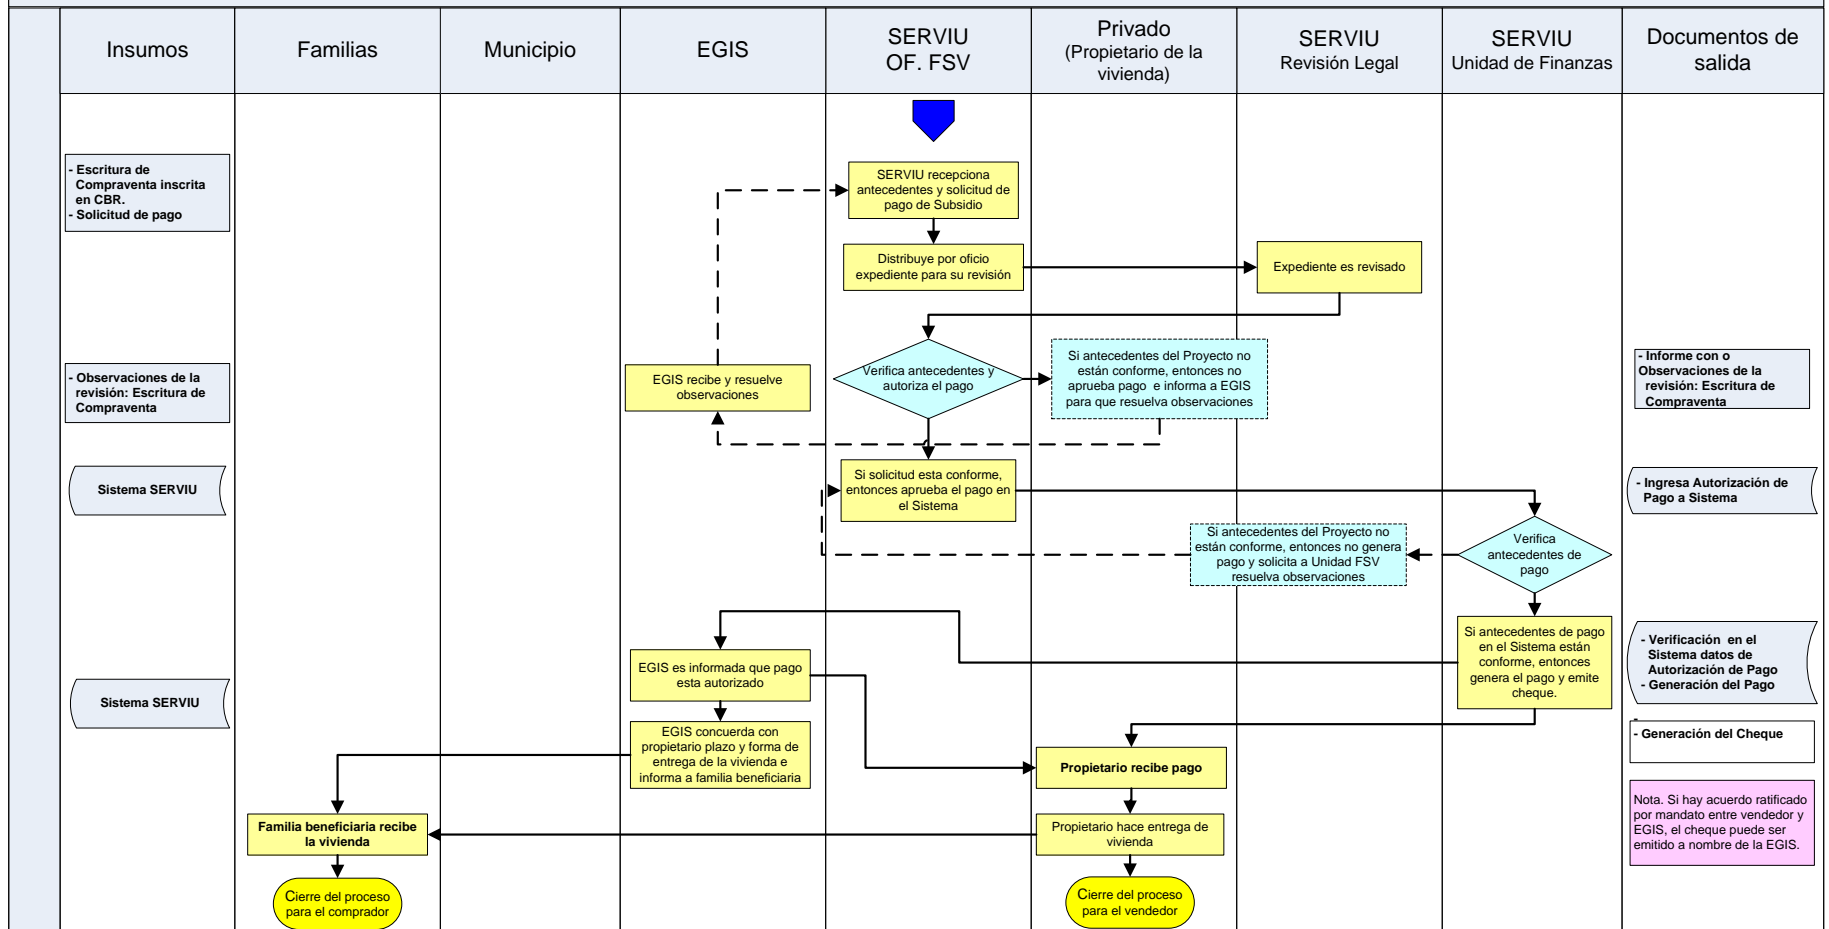 Insumos
Familias
Municipio
EGIS
SERVIU
OF. FSV
Privado
(Propietario de la
vivienda)
SERVIU
Revisión Legal
SERVIU
Unidad de Finanzas
Documentos de
salida
- Escritura de
Compraventa inscrita
en CBR.
- Solicitud de pago
SERVIU recepciona
antecedentes y solicitud de
pago de Subsidio
Distribuye por oficio
expediente para su revisión
Expediente es revisado
- Observaciones de la
revisión: Escritura de
Compraventa
EGIS recibe y resuelve
observaciones
Verifica antecedentes y
autoriza el pago
Si antecedentes del Proyecto no
están conforme, entonces no
aprueba pago  e informa a EGIS
para que resuelva observaciones
- Informe con o
Observaciones de la
revisión: Escritura de
Compraventa
Sistema SERVIU
Si solicitud esta conforme,
entonces aprueba el pago en
el Sistema
- Ingresa Autorización de
Pago a Sistema
Si antecedentes del Proyecto no
están conforme, entonces no genera
pago y solicita a Unidad FSV
resuelva observaciones
Verifica
antecedentes de
pago
Sistema SERVIU
EGIS es informada que pago
esta autorizado
Si antecedentes de pago
en el Sistema están
conforme, entonces
genera el pago y emite
cheque.
- Verificación  en el
Sistema datos de
Autorización de Pago
- Generación del Pago
EGIS concuerda con
propietario plazo y forma de
entrega de la vivienda e
informa a familia beneficiaria
Propietario recibe pago
-
- Generación del Cheque
Familia beneficiaria recibe
la vivienda
Propietario hace entrega de
vivienda
Nota. Si hay acuerdo ratificado
por mandato entre vendedor y
EGIS, el cheque puede ser
emitido a nombre de la EGIS.
Cierre del proceso
para el comprador
Cierre del proceso
para el vendedor